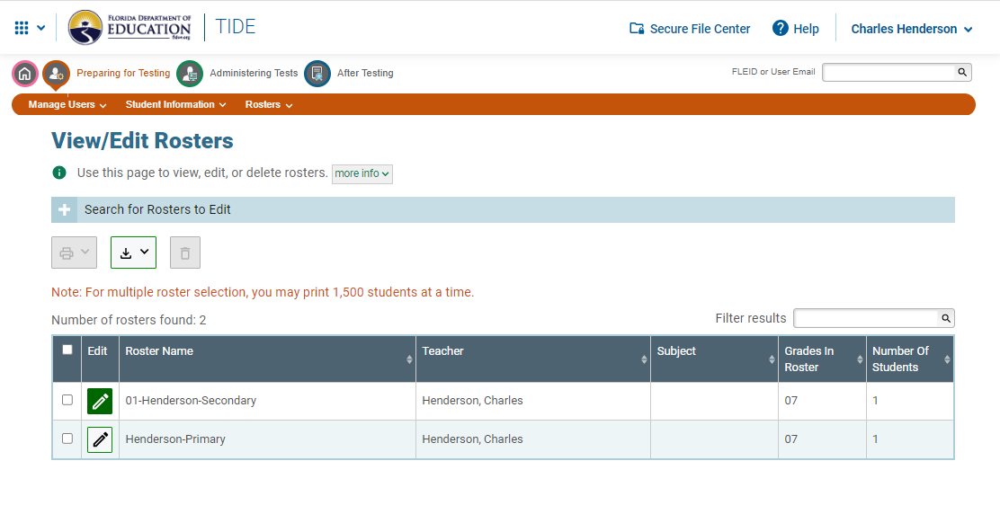 FLORIDA DEPARTMENT OF
EDUCATION
fldoe.org
TIDE
Secure File Center
? Help
Charles Henderson
Preparing for Testing
Administering Tests
After Testing
FLEID or User Email
Manage Users
Student Information
Rosters
View/Edit Rosters
i Use this page to view, edit, or delete rosters. more info
+ Search for Rosters to Edit
Note: For multiple roster selection, you may print 1,500 students at a time.
Number of rosters found: 2
Filter results
Edit
Roster Name
Teacher
Subject
Grades In
Roster
Number Of
Students
01-Henderson-Secondary
Henderson, Charles
07
1
Henderson-Primary
Henderson, Charles
07
1